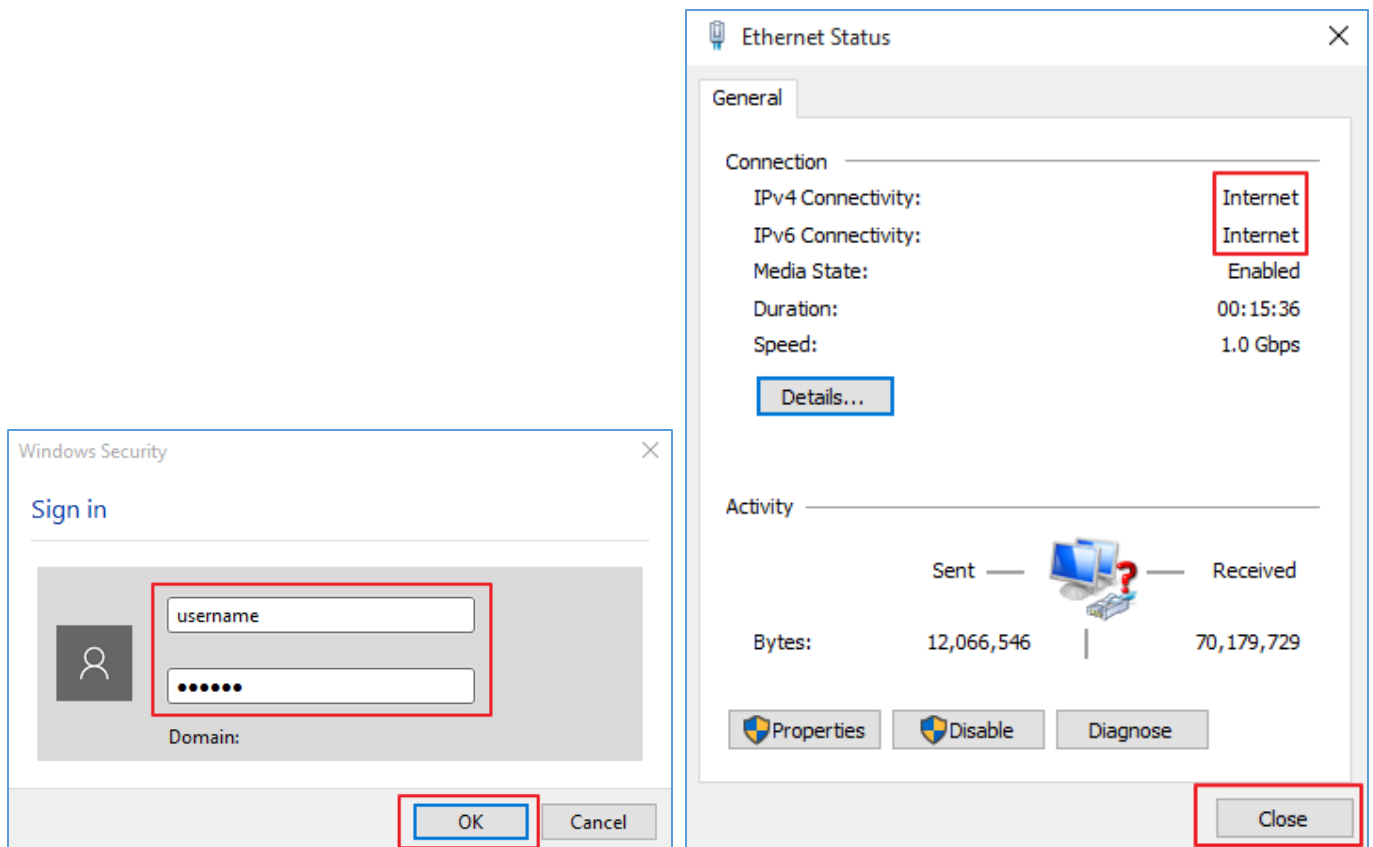 Windows Security
Sign in
username
••••••
Domain:
OK Cancel
Ethernet Status
General
Connection
IPv4 Connectivity: Internet
IPv6 Connectivity: Internet
Media State: Enabled
Duration: 00:15:36
Speed: 1.0 Gbps
Details...
Activity
Sent Received
Bytes: 12,066,546 70,179,729
Properties Disable Diagnose
Close